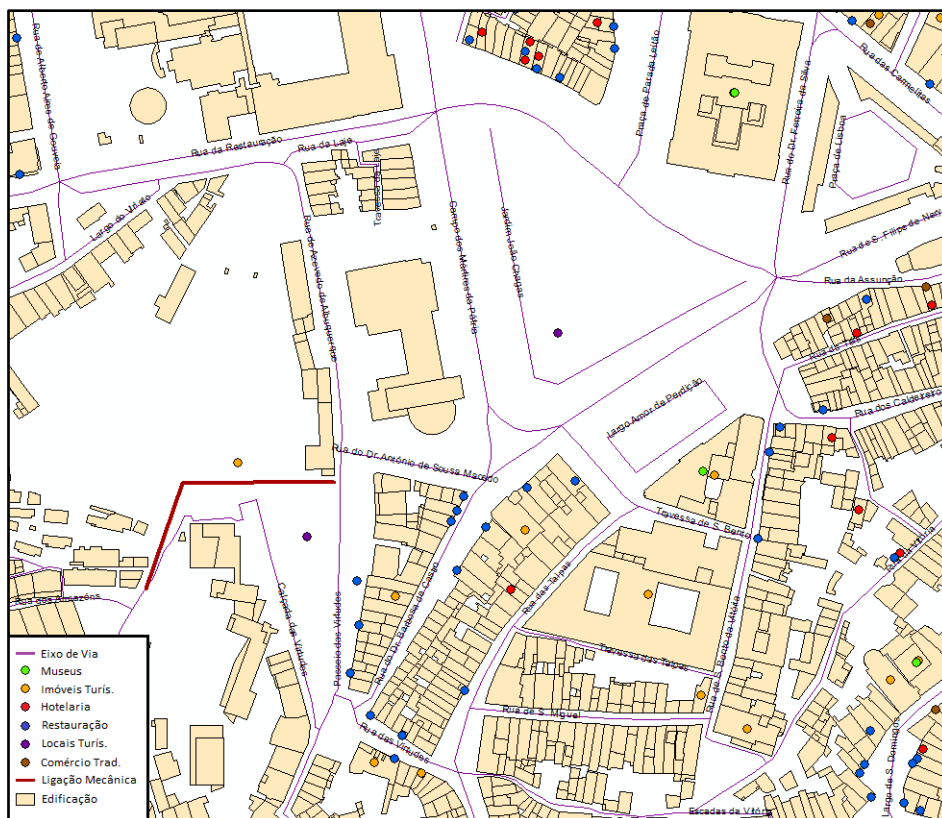 Rua de Alberto Aires de Gouveia
Rua da Restauração
Rua da Laje
Travessa da Laje
Largo do Viriato
Rua de Azevedo de Albuquerque
Campo dos Mártires da Pátria
Jardim João Chagas
Praça de Parada Leitão
Rua do Dr. Ferreira da Silva
Rua das Carmelitas
Praça de Lisboa
Rua de S. Filipe de Neri
Rua da Assunção
Rua dos Caldeireiros
Largo Amor de Perdição
Rua do Dr. António de Sousa Macedo
Travessa de S. Bento
Rua das Taipas
Rua do Dr. Barbosa de Castro
Passeio das Virtudes
Calçada das Virtudes
Rua dos Armazéns
Travessa das Taipas
Rua de S. Bento da Vitória
Rua de S. Miguel
Rua das Virtudes
Escadas da Vitória
Largo de S. Domingos
Eixo de Via
Museus
Imóveis Turís.
Hotelaria
Restauração
Locais Turís.
Comércio Trad.
Ligação Mecânica
Edificação